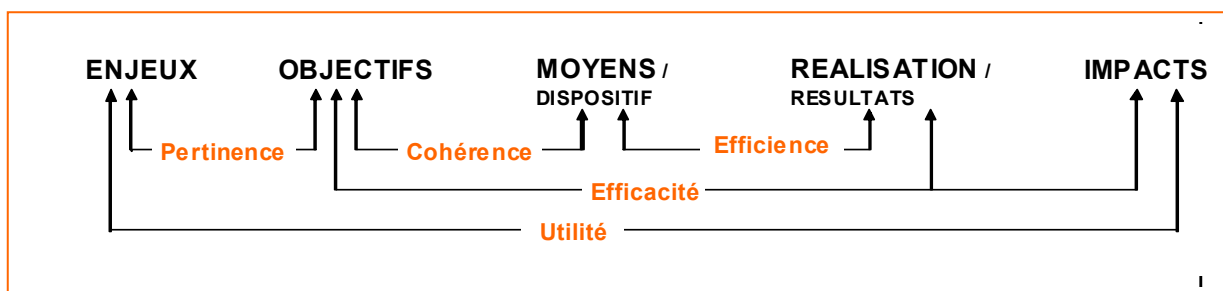 ENJEUX OBJECTIFS MOYENS / REALISATION / IMPACTS
DISPOSITIF RESULTATS
Pertinence Cohérence Efficience
Efficacité
Utilité